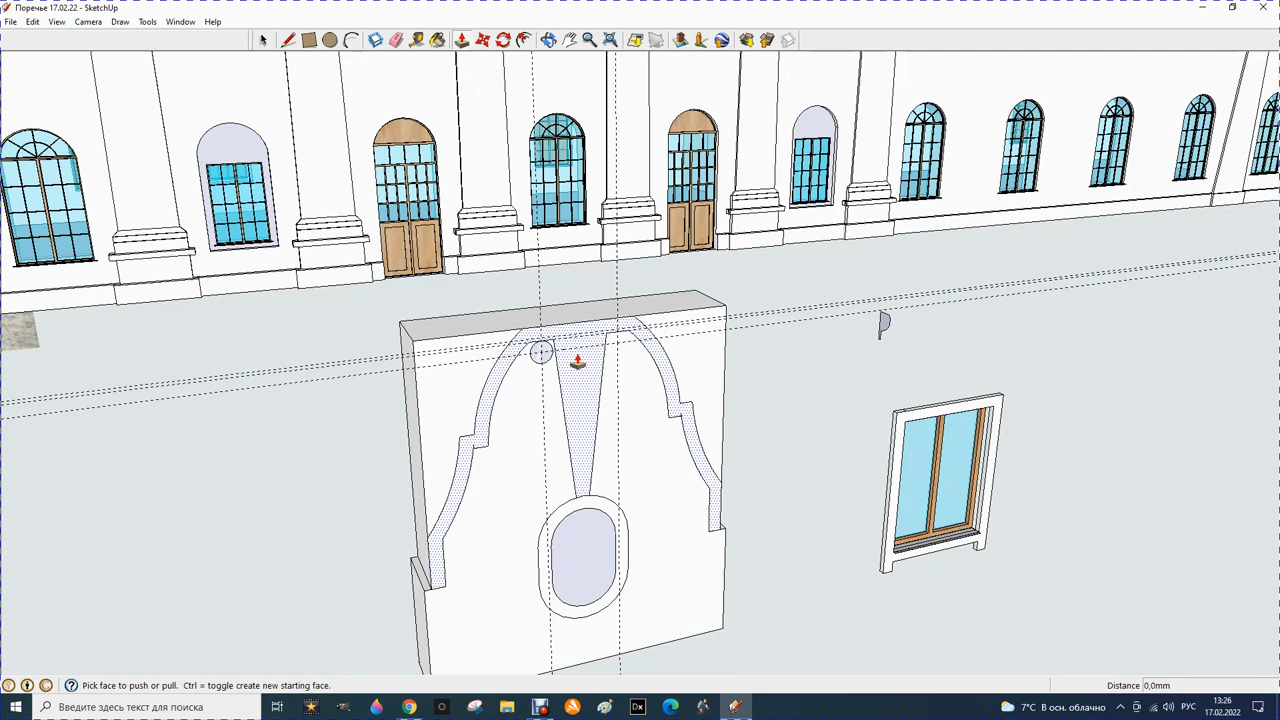 Поречье 17.02.22 - SketchUp
File Edit View Camera Draw Tools Window Help
Pick face to push or pull. Ctrl = toggle create new starting face.
Distance 0,0mm
Введите здесь текст для поиска
Dx
7°C В осн. облачно
РУС
13:26
17.02.2022